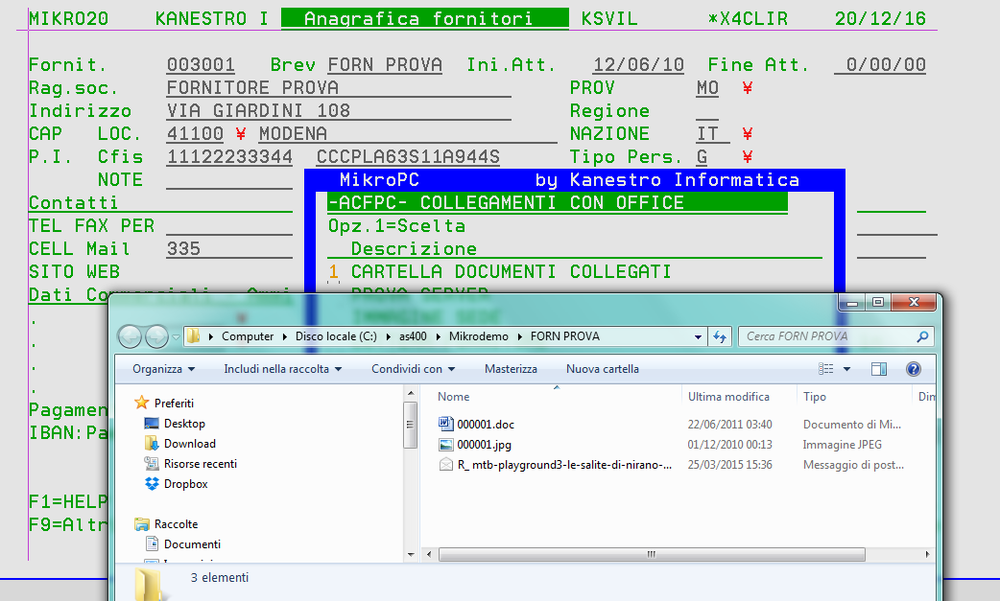 MIKRO20 KANESTRO I Anagrafica fornitori KSVIL *X4CLIR 20/12/16
Fornit. 003001 Brev FORN PROVA Ini.Att. 12/06/10 Fine Att. 0/00/00
Rag.soc. FORNITORE PROVA PROV MO ¥
Indirizzo VIA GIARDINI 108 Regione
CAP LOC. 41100 ¥ MODENA NAZIONE IT ¥
P.I. Cfis 11122233344 CCCPLA63S11A944S Tipo Pers. G ¥
NOTE
MikroPC by Kanestro Informatica
Contatti
-ACFPC- COLLEGAMENTI CON OFFICE
TEL FAX PER
Opz.1=Scelta
CELL Mail 335
Descrizione
SITO WEB
1 CARTELLA DOCUMENTI COLLEGATI
Dati Commerciali - Ammi
PROVA SERVER
IMMAGINE SEDE
.
.
.
.
Pagamen
IBAN:Pa
F1=HELP
F9=Altr
Computer Disco locale (C:) as400 Mikrodemo FORN PROVA
Cerca FORN PROVA
Organizza Includi nella raccolta Condividi con Masterizza Nuova cartella
Preferiti
Desktop
Download
Risorse recenti
Dropbox
Raccolte
Documenti
Nome Ultima modifica Tipo Dim
000001.doc 22/06/2011 03:40 Documento di Mi...
000001.jpg 01/12/2010 00:13 Immagine JPEG
R_ mtb-playground3-le-salite-di-nirano-... 25/03/2015 15:36 Messaggio di post...
3 elementi